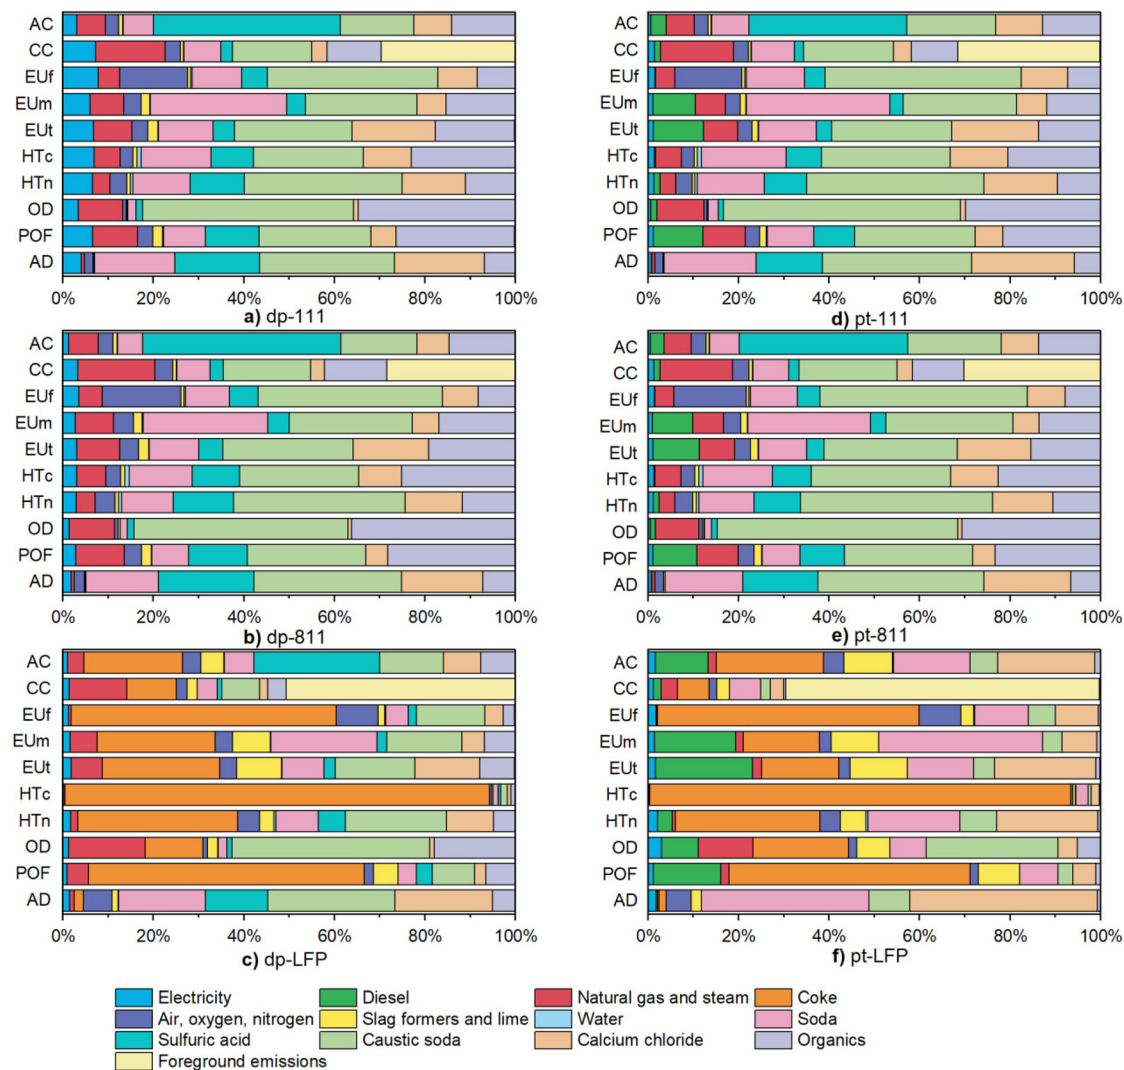 AC
CC
EUf
EUm
EUt
HTc
HTn
OD
POF
AD
0% 20% 40% 60% 80% 100%
a) dp-111
AC
CC
EUf
EUm
EUt
HTc
HTn
OD
POF
AD
0% 20% 40% 60% 80% 100%
d) pt-111
AC
CC
EUf
EUm
EUt
HTc
HTn
OD
POF
AD
0% 20% 40% 60% 80% 100%
b) dp-811
AC
CC
EUf
EUm
EUt
HTc
HTn
OD
POF
AD
0% 20% 40% 60% 80% 100%
e) pt-811
AC
CC
EUf
EUm
EUt
HTc
HTn
OD
POF
AD
0% 20% 40% 60% 80% 100%
c) dp-LFP
AC
CC
EUf
EUm
EUt
HTc
HTn
OD
POF
AD
0% 20% 40% 60% 80% 100%
f) pt-LFP
Electricity Diesel Natural gas and steam Coke
Air, oxygen, nitrogen Slag formers and lime Water Soda
Sulfuric acid Caustic soda Calcium chloride Organics
Foreground emissions